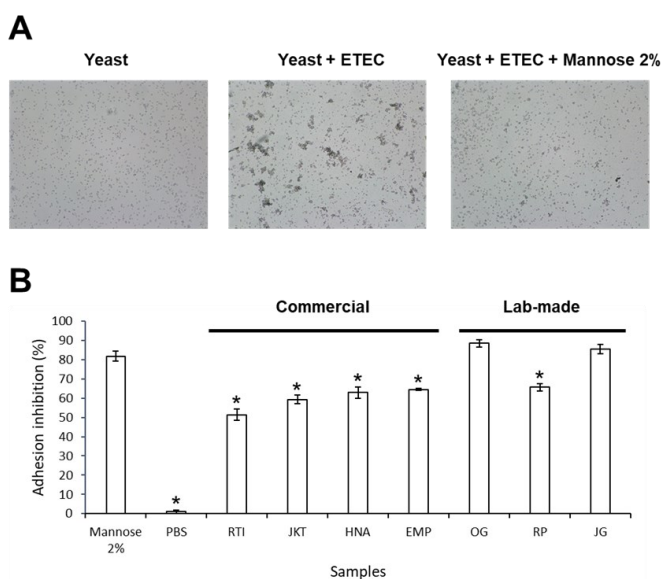 A
Yeast
Yeast + ETEC
Yeast + ETEC + Mannose 2%
B
Commercial
Lab-made
Adhesion inhibition (%)
100
90
80
70
60
50
40
30
20
10
0
* * * * * *
Mannose 2%
PBS
RTI
JKT
HNA
EMP
OG
RP
JG
Samples